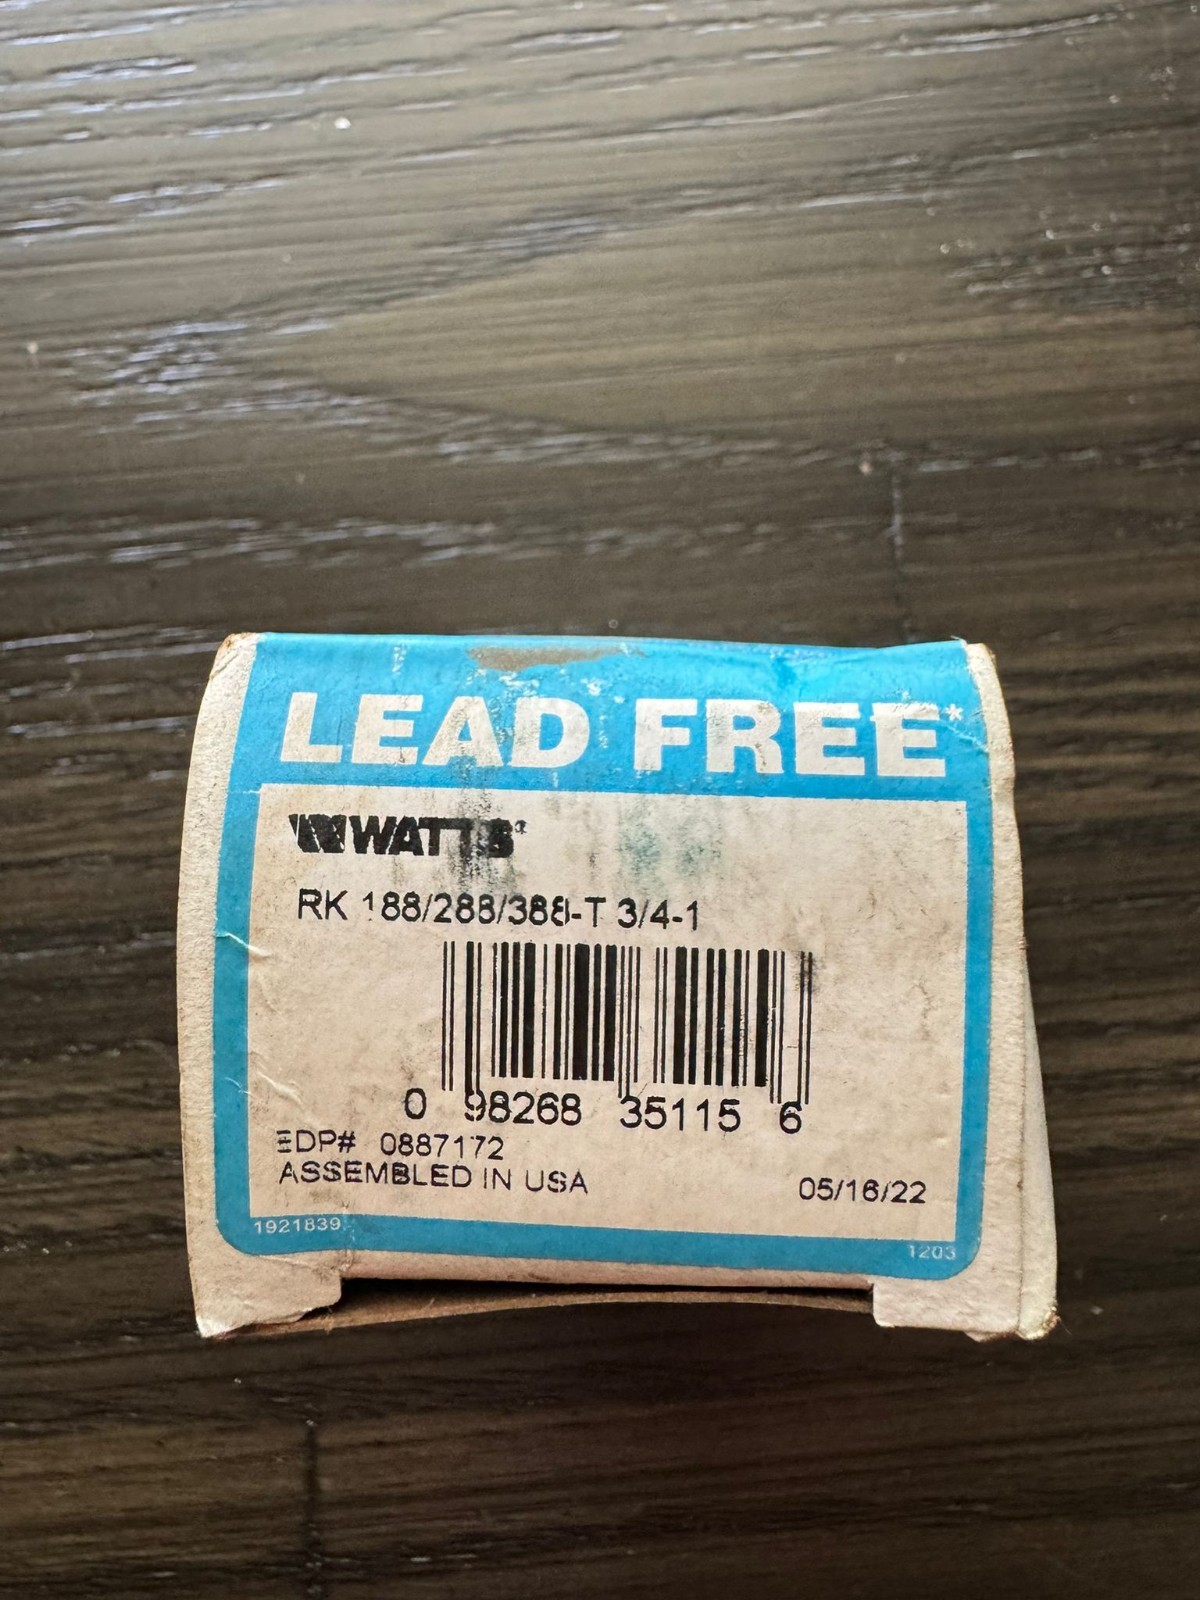 LEAD FREE*
WATTS®
RK 188/288/388-T 3/4-1
0 98268 35115 6
EDP# 0887172
ASSEMBLED IN USA
05/16/22
1921839
1203